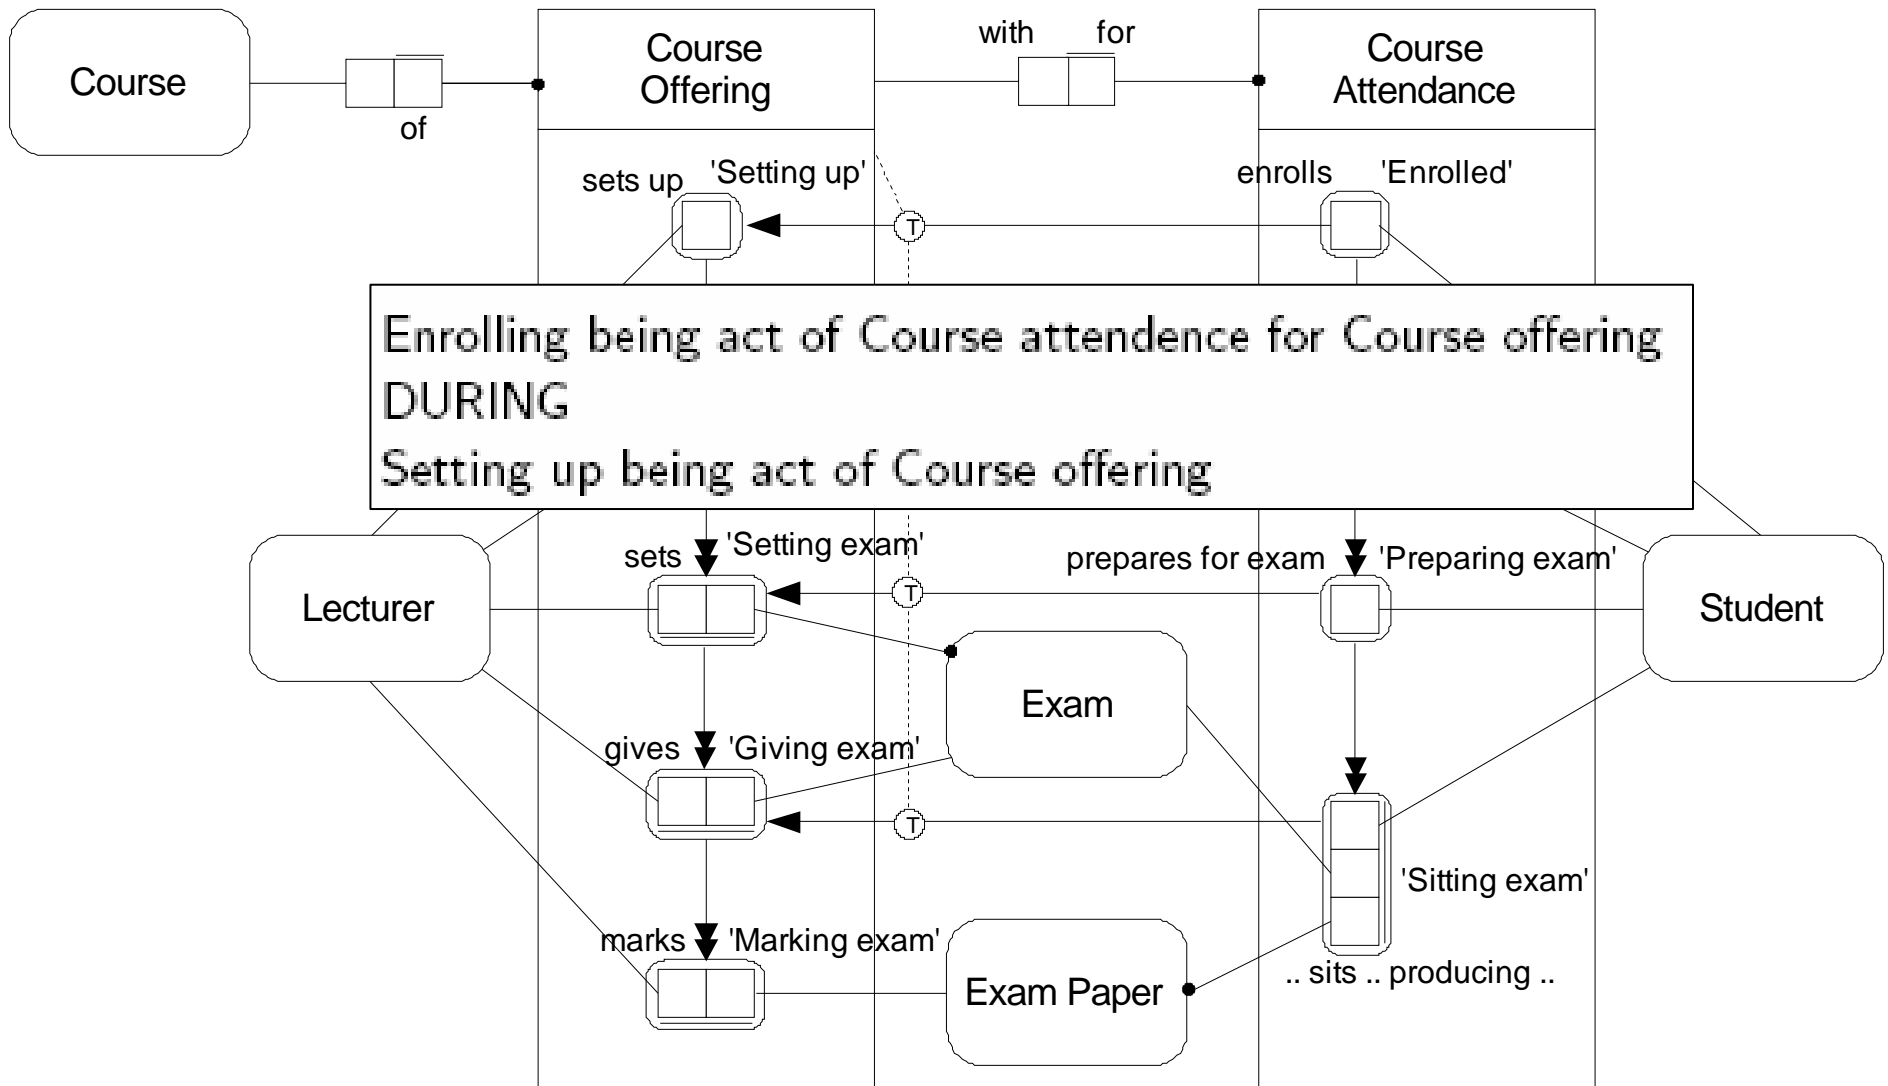 Course
Course
Offering
with
for
Course
Attendance
of
sets up
'Setting up'
enrolls
'Enrolled'
T
Enrolling being act of Course attendence for Course offering
DURING
Setting up being act of Course offering
sets
'Setting exam'
prepares for exam
'Preparing exam'
Lecturer
T
Student
Exam
gives
'Giving exam'
T
'Sitting exam'
marks
'Marking exam'
Exam Paper
.. sits .. producing ..